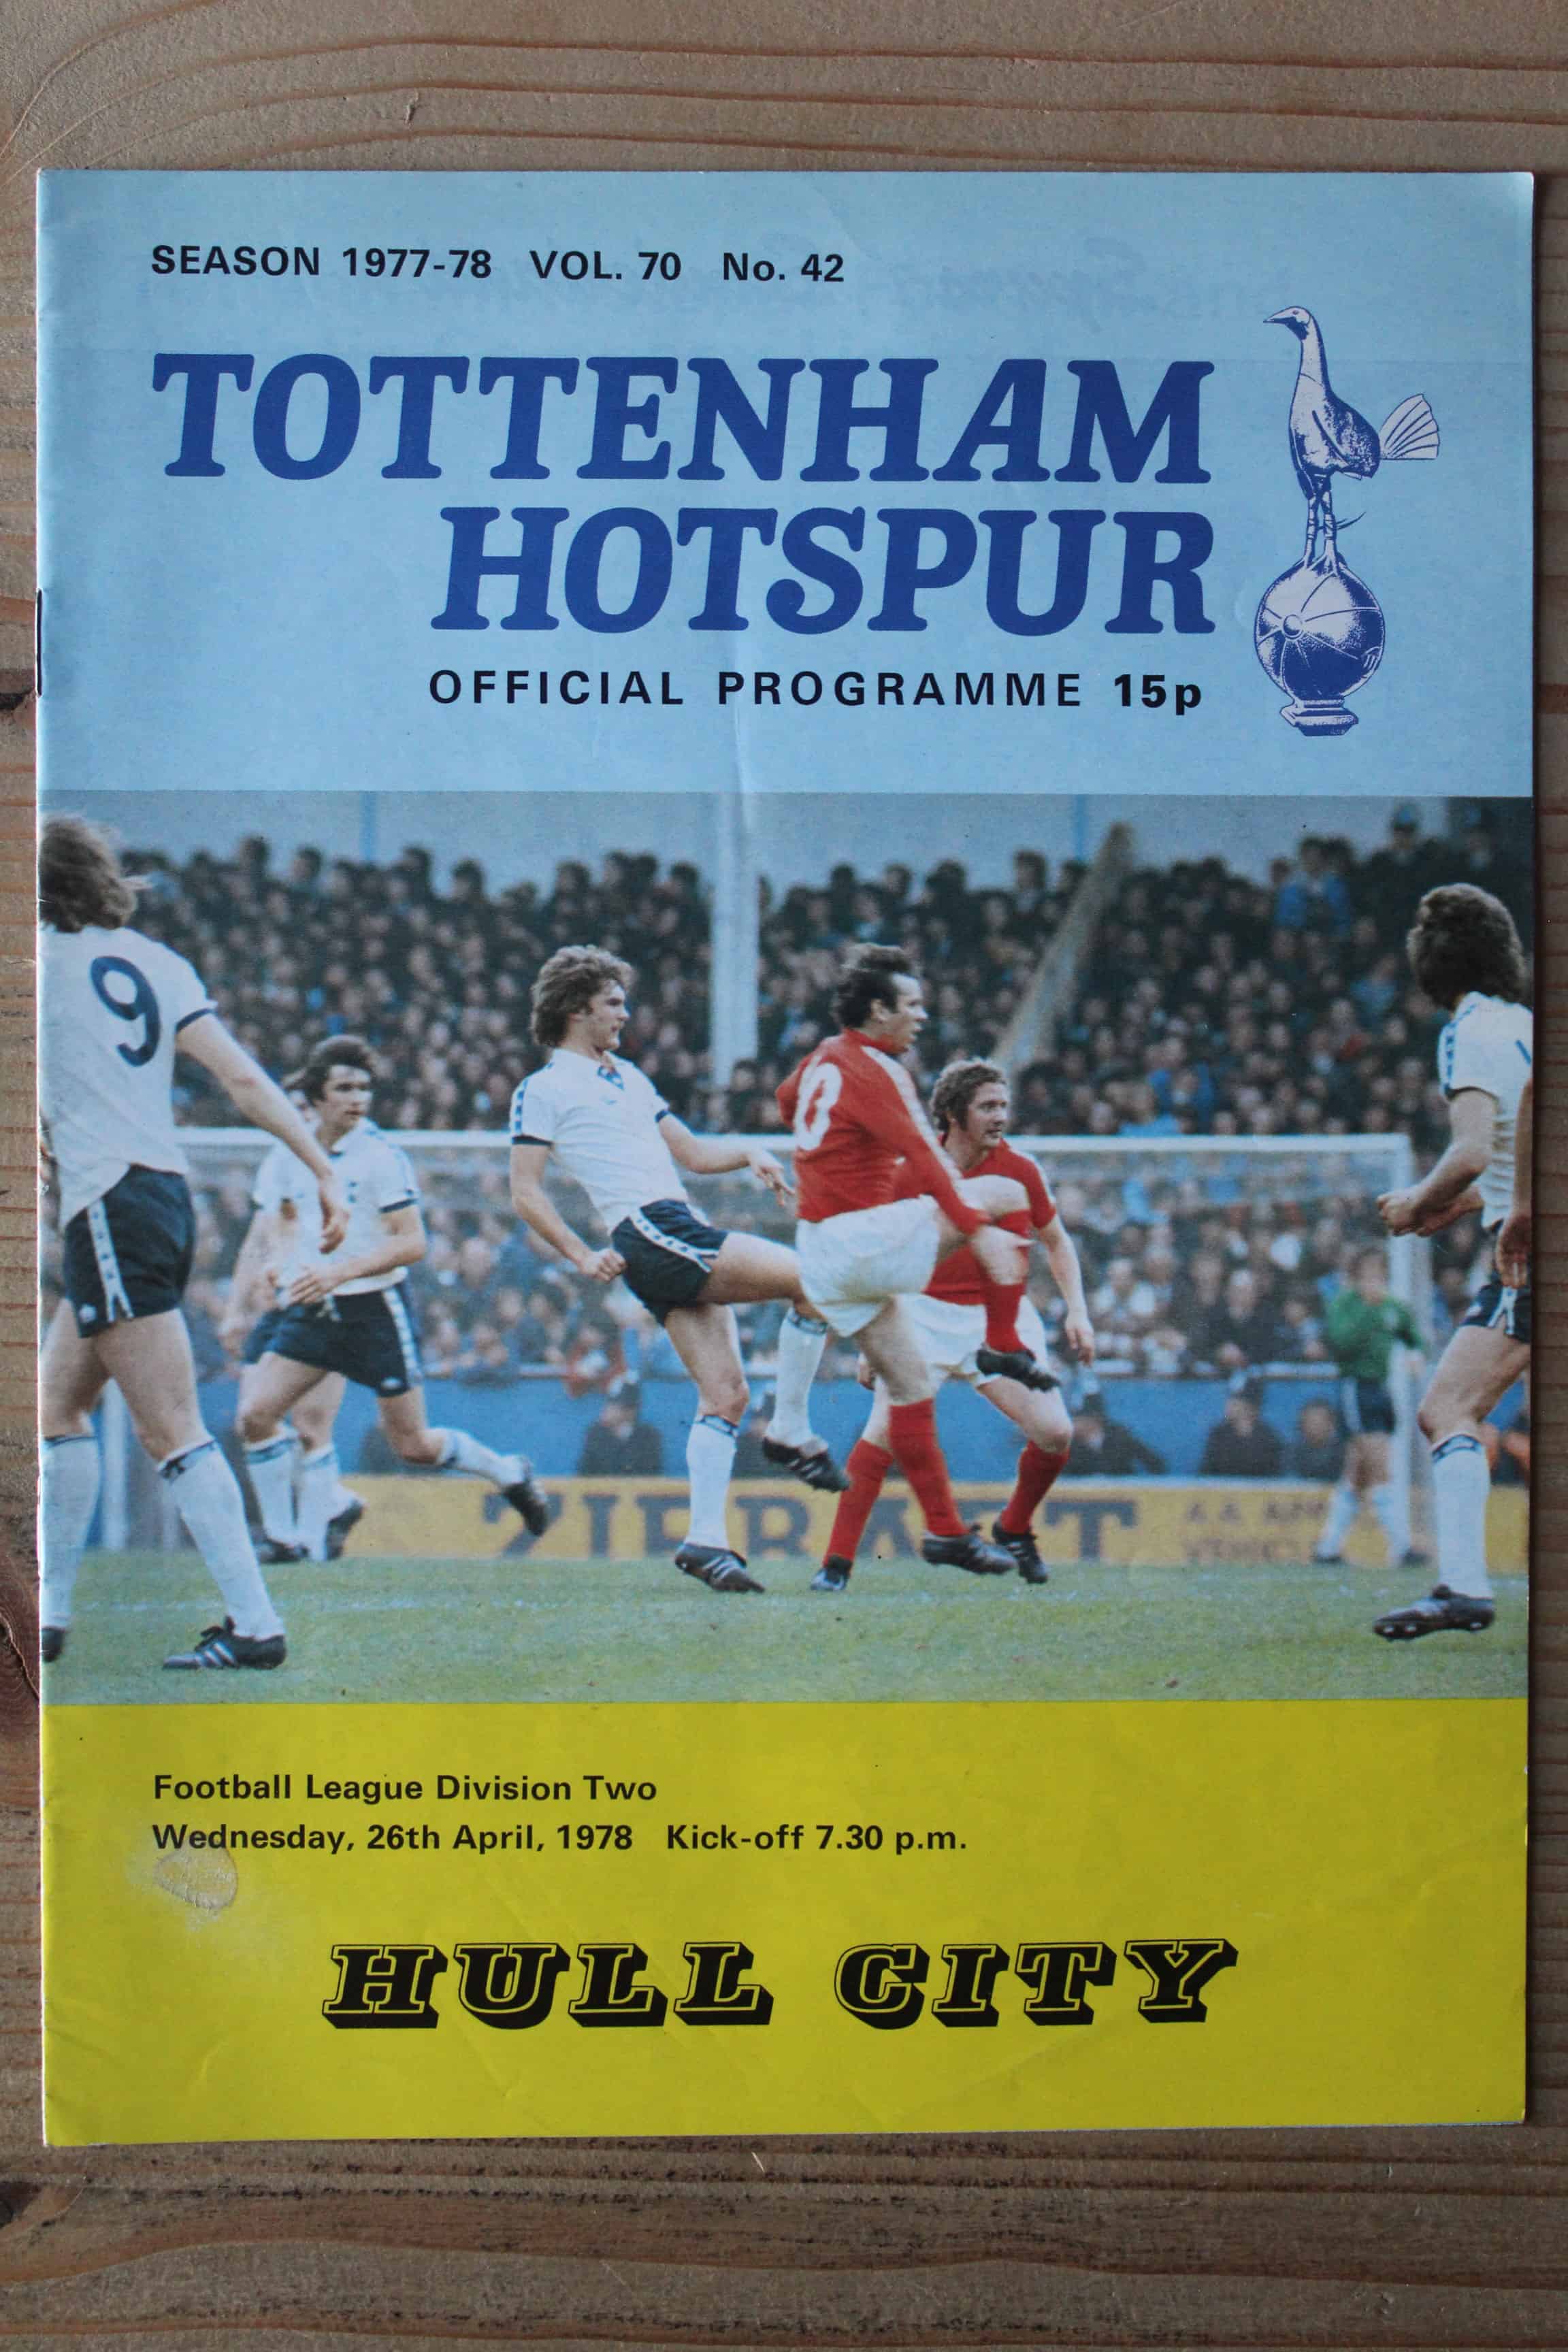 SEASON 1977-78 VOL. 70 No. 42
TOTTENHAM
HOTSPUR
OFFICIAL PROGRAMME 15p
9
0
Football League Division Two
Wednesday, 26th April, 1978 Kick-off 7.30 p.m.
HULL CITY